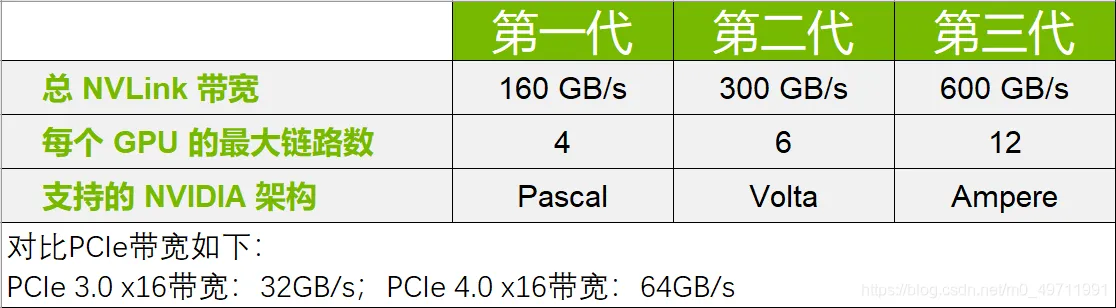 第一代 第二代 第三代
总 NVLink 带宽 160 GB/s 300 GB/s 600 GB/s
每个 GPU 的最大链路数 4 6 12
支持的 NVIDIA 架构 Pascal Volta Ampere
对比PCIe带宽如下：
PCIe 3.0 x16带宽：32GB/s；PCIe 4.0 x16带宽：64GB/s
https://blog.csdn.net/m0_49711991